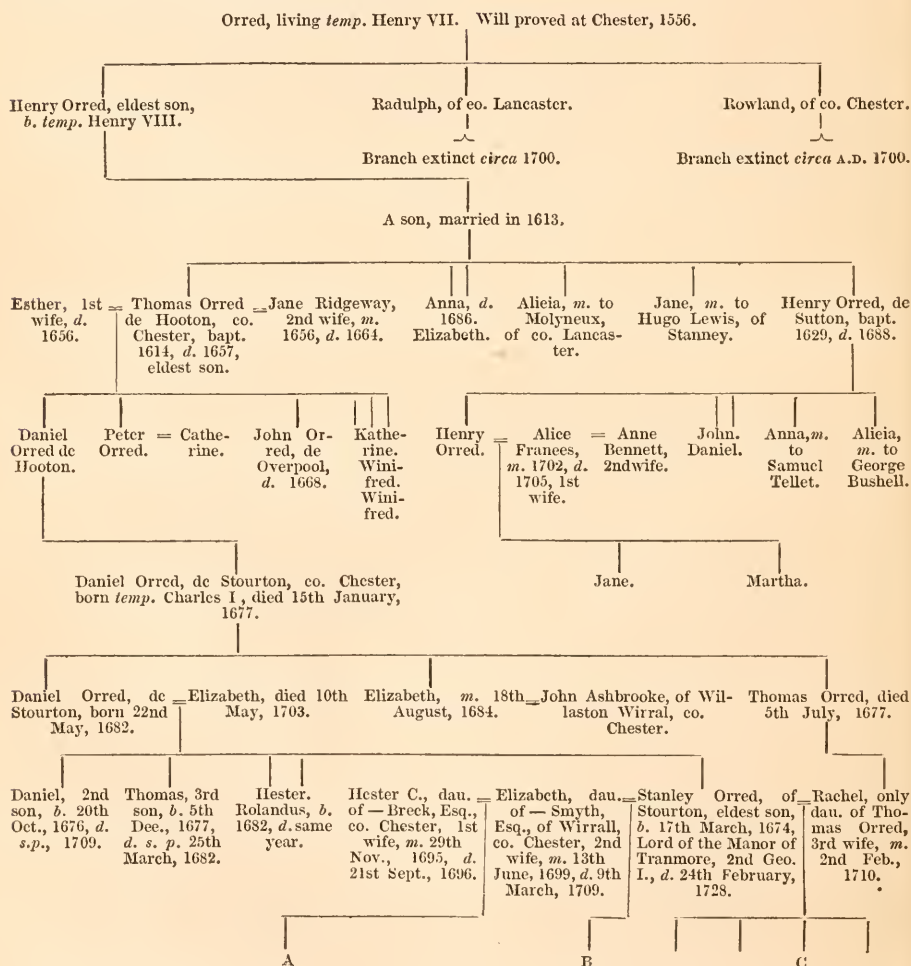 Orred, living temp. Henry VII. Will proved at Chester, 1556.
Henry Orred, eldest son,
b. temp. Henry VIII.
Radulph, of co. Lancaster.
Branch extinct circa 1700.
Rowland, of co. Chester.
Branch extinct circa A.D. 1700.
A son, married in 1613.
Esther, 1st
wife, d.
1656.
=
Thomas Orred
de Hooton, co.
Chester, bapt.
1614, d. 1657,
eldest son.
=
Jane Ridgeway,
2nd wife, m.
1656, d. 1664.
Anna, d.
1686.
Elizabeth.
Alicia, m. to
Molyneux,
of co. Lancas-
ter.
Jane, m. to
Hugo Lewis, of
Stanney.
Henry Orred, de
Sutton, bapt.
1629, d. 1688.
Daniel
Orred de
Hooton.
Peter
Orred.
=
Cathe-
rine.
John Or-
red, de
Overpool,
d. 1668.
Kathe-
rine.
Wini-
fred.
Wini-
fred.
Henry
Orred.
=
Alice
Frances,
m. 1702, d.
1705, 1st
wife.
=
Anne
Bennett,
2ndwife.
John.
Daniel.
Anna, m.
to
Samuel
Tellet.
Alicia,
m. to
George
Bushell.
Jane.
Martha.
Daniel Orred, de Stourton, co. Chester,
born temp. Charles I, died 15th January,
1677.
Daniel Orred, de
Stourton, born 22nd
May, 1682.
=
Elizabeth, died 10th
May, 1703.
Elizabeth, m. 18th
August, 1684.
=
John Ashbrooke, of Wil-
laston Wirral, co.
Chester.
Thomas Orred, died
5th July, 1677.
Daniel, 2nd
son, b. 20th
Oct., 1676, d.
s.p., 1709.
Thomas, 3rd
son, b. 5th
Dec., 1677,
d. s. p. 25th
March, 1682.
Hester.
Rolandus, b.
1682, d. same
year.
Hester C., dau.
of — Breck, Esq.,
co. Chester, 1st
wife, m. 29th
Nov., 1695, d.
21st Sept., 1696.
=
Elizabeth, dau.
of — Smyth,
Esq., of Wirrall,
co. Chester, 2nd
wife, m. 13th
June, 1699, d. 9th
March, 1709.
=
Stanley Orred, of
Stourton, eldest son,
b. 17th March, 1674,
Lord of the Manor of
Tranmore, 2nd Geo.
I., d. 24th February,
1728.
=
Rachel, only
dau. of Tho-
mas Orred,
3rd wife, m.
2nd Feb.,
1710.
A
B
C